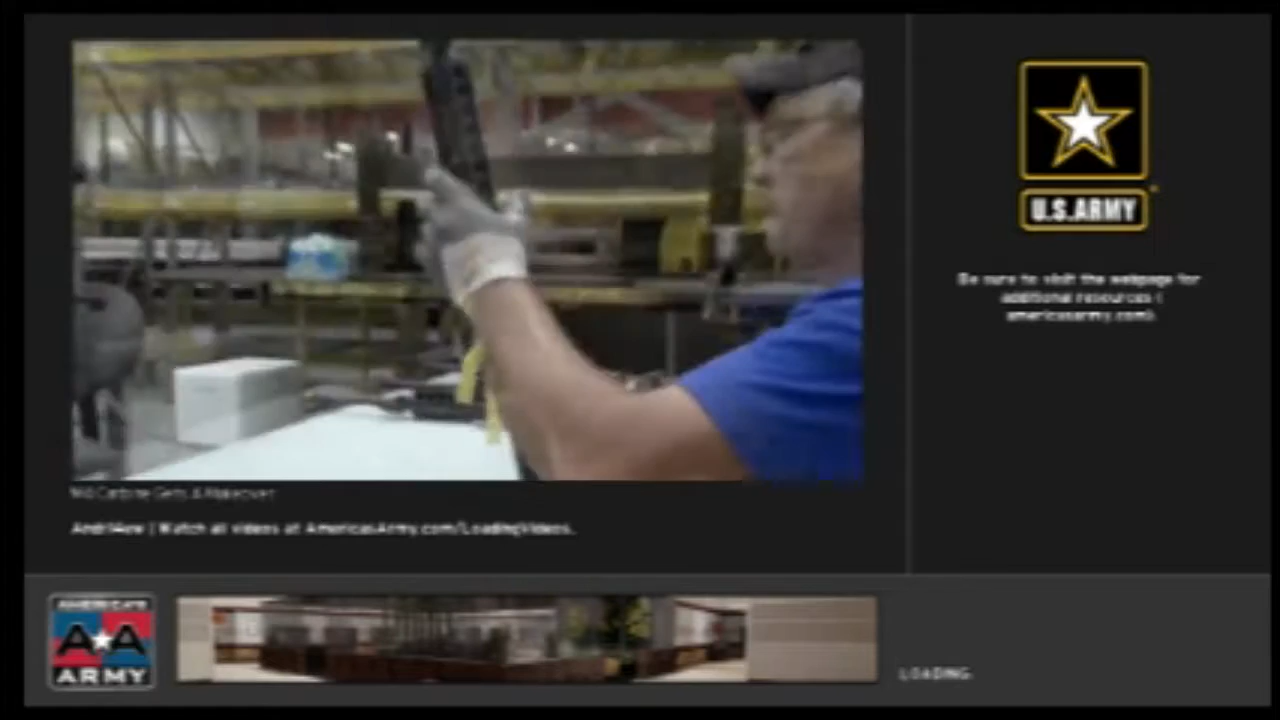 U.S.ARMY
Be sure to visit the webpage for
additional resources (
americasarmy.com).
M4 Carbine Gets A Makeover
| Watch all videos at AmericasArmy.com/LoadingVideos.
AMERICA'S
AA
ARMY
LOADING